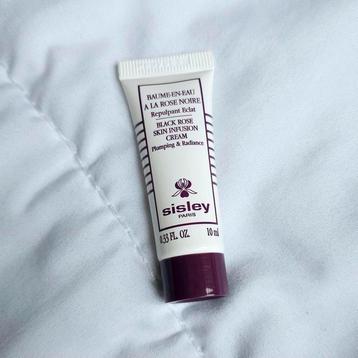 BAUME-EN-EAU
A LA ROSE NOIRE
Repulpant Eclat
BLACK ROSE
SKIN INFUSION
CREAM
Plumping & Radiance
sisley
PARIS
0.33 FL. OZ. 10 ml